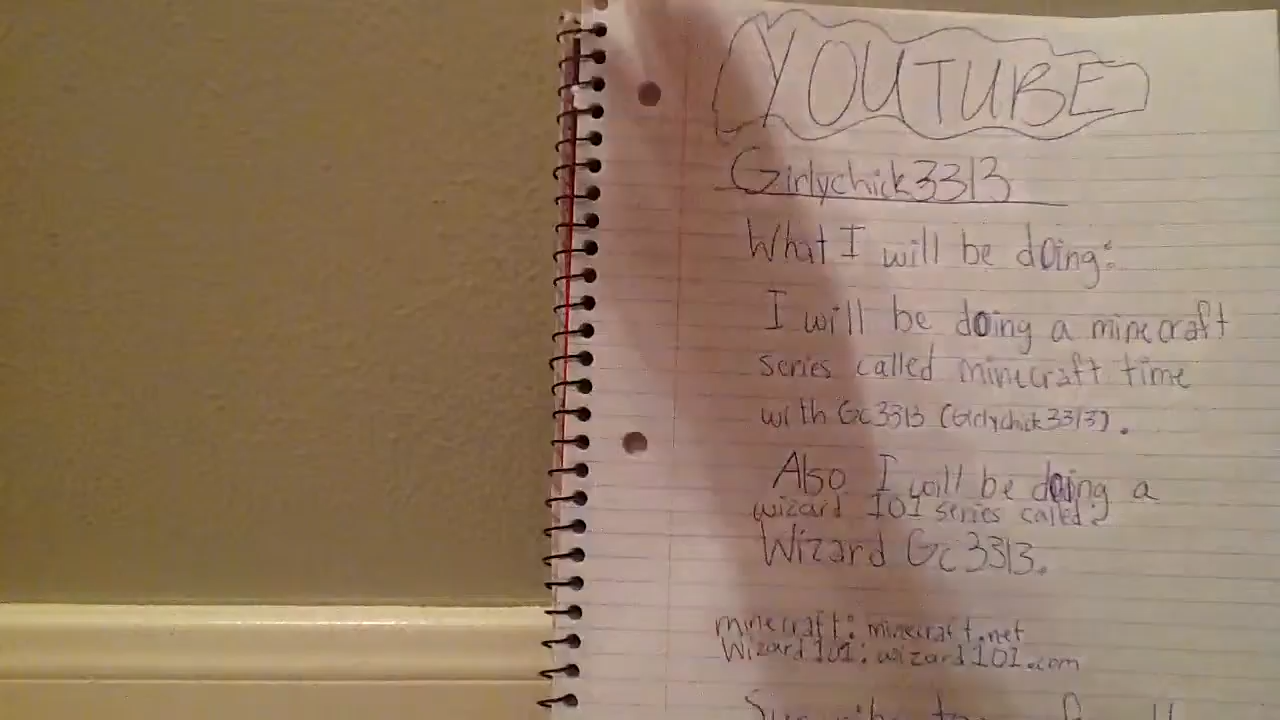 YOUTUBE
Girlychick3313
What I will be doing:
I will be doing a minecraft
series called minecraft time
with Gc3313 (Girlychick3313).
Also I will be doing a
wizard 101 series called:
Wizard Gc3313.
minecraft: minecraft.net
Wizard101: wizard101.com